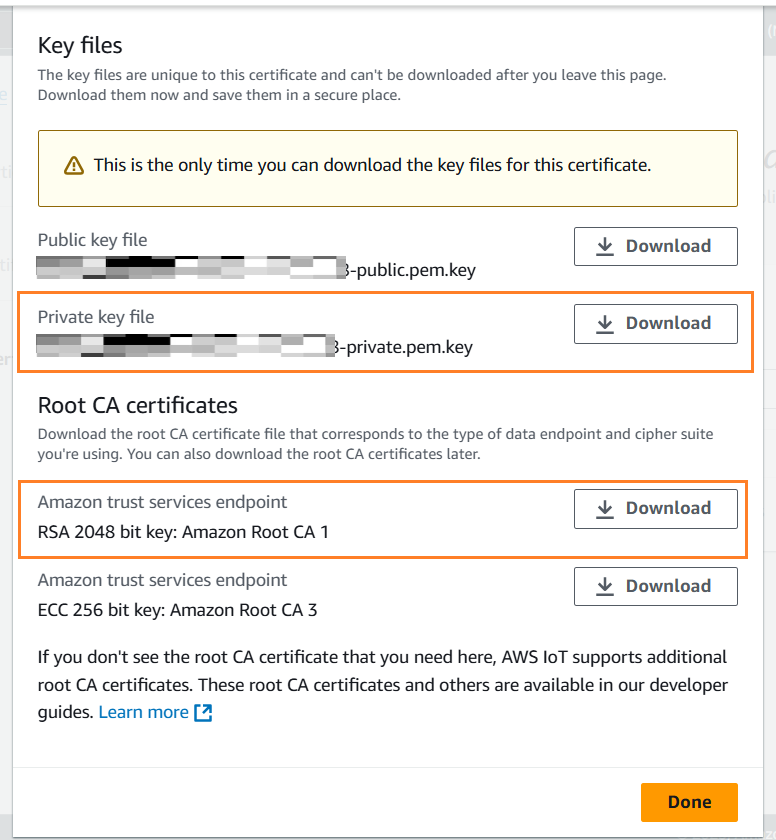 Key files
The key files are unique to this certificate and can't be downloaded after you leave this page.
Download them now and save them in a secure place.
This is the only time you can download the key files for this certificate.
Public key file
Download
-public.pem.key
Private key file
Download
-private.pem.key
Root CA certificates
Download the root CA certificate file that corresponds to the type of data endpoint and cipher suite
you're using. You can also download the root CA certificates later.
Amazon trust services endpoint
Download
RSA 2048 bit key: Amazon Root CA 1
Amazon trust services endpoint
Download
ECC 256 bit key: Amazon Root CA 3
If you don't see the root CA certificate that you need here, AWS IoT supports additional
root CA certificates. These root CA certificates and others are available in our developer
guides. Learn more
Done